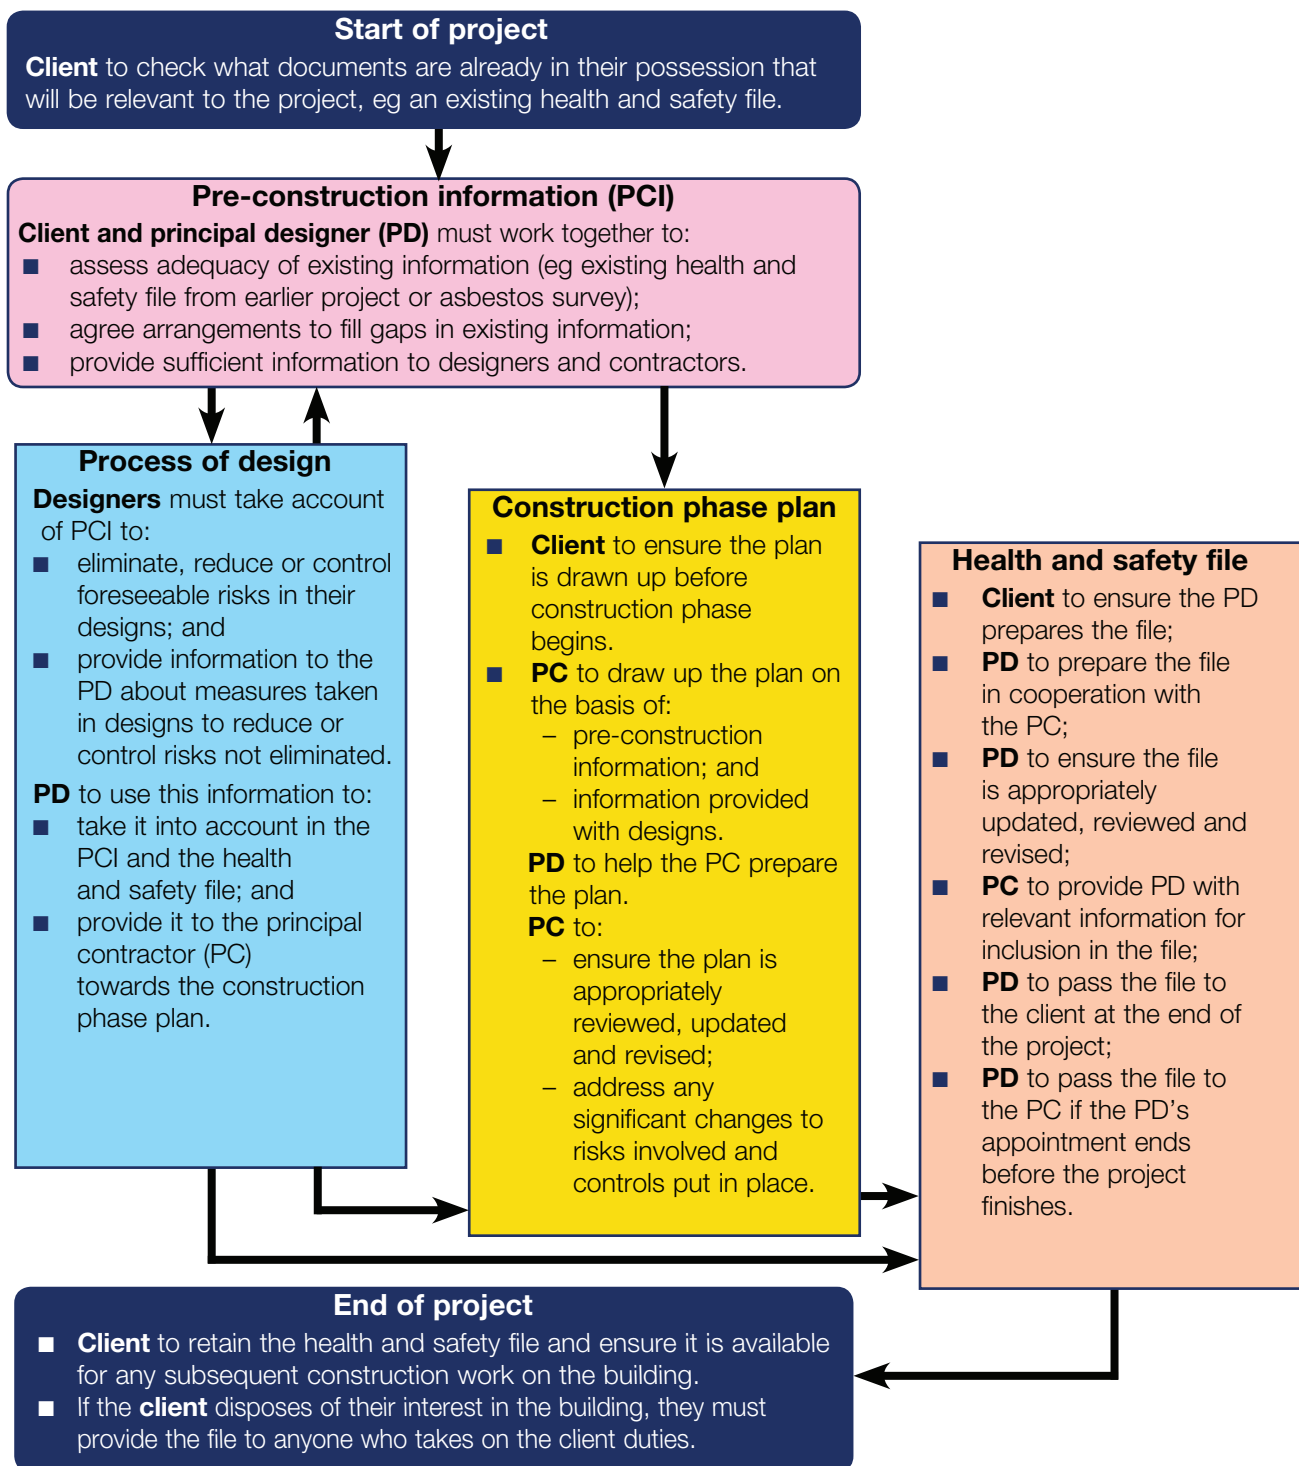 Start of project
Client to check what documents are already in their possession that
will be relevant to the project, eg an existing health and safety file.
Pre-construction information (PCI)
Client and principal designer (PD) must work together to:
■ assess adequacy of existing information (eg existing health and
safety file from earlier project or asbestos survey);
■ agree arrangements to fill gaps in existing information;
■ provide sufficient information to designers and contractors.
Process of design
Designers must take account
of PCI to:
■ eliminate, reduce or control
foreseeable risks in their
designs; and
■ provide information to the
PD about measures taken
in designs to reduce or
control risks not eliminated.
PD to use this information to:
■ take it into account in the
PCI and the health
and safety file; and
■ provide it to the principal
contractor (PC)
towards the construction
phase plan.
Construction phase plan
■ Client to ensure the plan
is drawn up before
construction phase
begins.
■ PC to draw up the plan on
the basis of:
– pre-construction
information; and
– information provided
with designs.
PD to help the PC prepare
the plan.
PC to:
– ensure the plan is
appropriately
reviewed, updated
and revised;
– address any
significant changes to
risks involved and
controls put in place.
Health and safety file
■ Client to ensure the PD
prepares the file;
■ PD to prepare the file
in cooperation with
the PC;
■ PD to ensure the file
is appropriately
updated, reviewed and
revised;
■ PC to provide PD with
relevant information for
inclusion in the file;
■ PD to pass the file to
the client at the end of
the project;
■ PD to pass the file to
the PC if the PD’s
appointment ends
before the project
finishes.
End of project
■ Client to retain the health and safety file and ensure it is available
for any subsequent construction work on the building.
■ If the client disposes of their interest in the building, they must
provide the file to anyone who takes on the client duties.